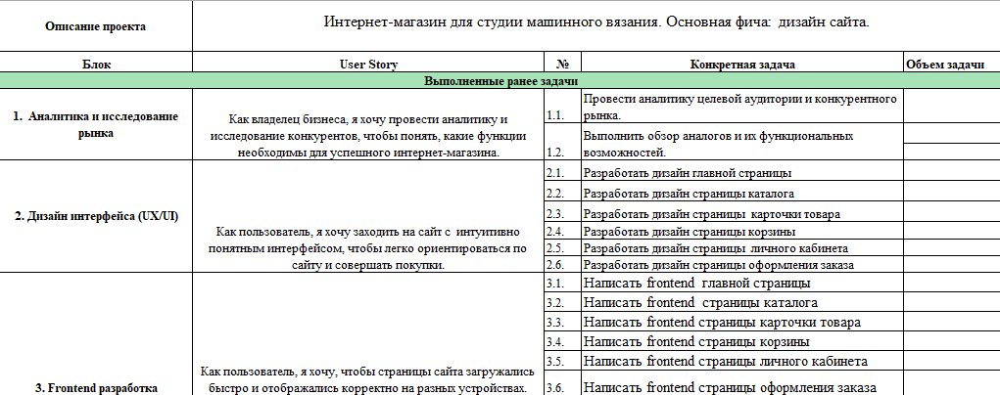 Описание проекта
Интернет-магазин для студии машинного вязания. Основная фича: дизайн сайта.
Блок
User Story
№
Конкретная задача
Объем задачи
Выполненные ранее задачи
1. Аналитика и исследование
рынка
Как владелец бизнеса, я хочу провести аналитику и
исследование конкурентов, чтобы понять, какие функции
необходимы для успешного интернет-магазина.
1.1.
Провести аналитику целевой аудитории и конкурентного
рынка.
1.2.
Выполнить обзор аналогов и их функциональных
возможностей.
2. Дизайн интерфейса (UX/UI)
Как пользователь, я хочу заходить на сайт с интуитивно
понятным интерфейсом, чтобы легко ориентироваться по
сайту и совершать покупки.
2.1.
Разработать дизайн главной страницы
2.2.
Разработать дизайн страницы каталога
2.3.
Разработать дизайн страницы карточки товара
2.4.
Разработать дизайн страницы корзины
2.5.
Разработать дизайн страницы личного кабинета
2.6.
Разработать дизайн страницы оформления заказа
3. Frontend разработка
Как пользователь, я хочу, чтобы страницы сайта загружались
быстро и отображались корректно на разных устройствах.
3.1.
Написать frontend главной страницы
3.2.
Написать frontend страницы каталога
3.3.
Написать frontend страницы карточки товара
3.4.
Написать frontend страницы корзины
3.5.
Написать frontend страницы личного кабинета
3.6.
Написать frontend страницы оформления заказа